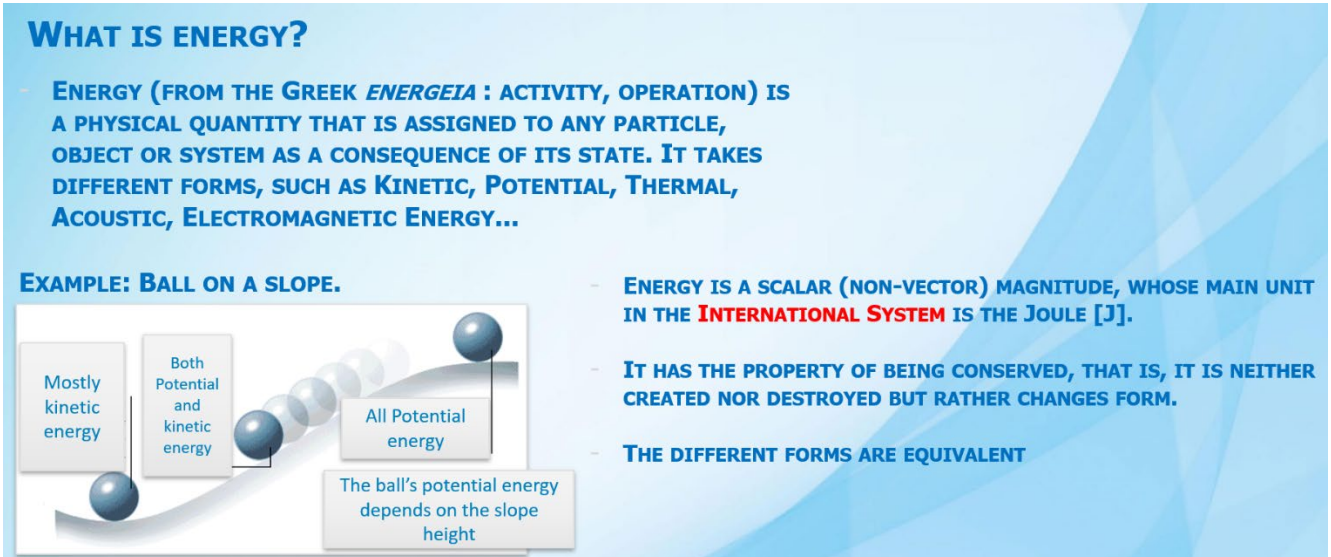 WHAT IS ENERGY?
- ENERGY (FROM THE GREEK ENERGEIA : ACTIVITY, OPERATION) IS
A PHYSICAL QUANTITY THAT IS ASSIGNED TO ANY PARTICLE,
OBJECT OR SYSTEM AS A CONSEQUENCE OF ITS STATE. IT TAKES
DIFFERENT FORMS, SUCH AS KINETIC, POTENTIAL, THERMAL,
ACOUSTIC, ELECTROMAGNETIC ENERGY...
EXAMPLE: BALL ON A SLOPE.
Mostly
kinetic
energy
Both
Potential
and
kinetic
energy
All Potential
energy
The ball's potential energy
depends on the slope
height
- ENERGY IS A SCALAR (NON-VECTOR) MAGNITUDE, WHOSE MAIN UNIT
IN THE INTERNATIONAL SYSTEM IS THE JOULE [J].
- IT HAS THE PROPERTY OF BEING CONSERVED, THAT IS, IT IS NEITHER
CREATED NOR DESTROYED BUT RATHER CHANGES FORM.
- THE DIFFERENT FORMS ARE EQUIVALENT